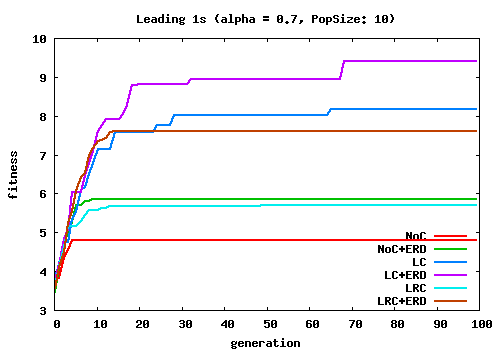 Leading 1s (alpha = 0.7, PopSize: 10)
10
9
8
7
6
5
4
3
fitness
NoC
NoC+ERD
LC
LC+ERD
LRC
LRC+ERD
0 10 20 30 40 50 60 70 80 90 100
generation